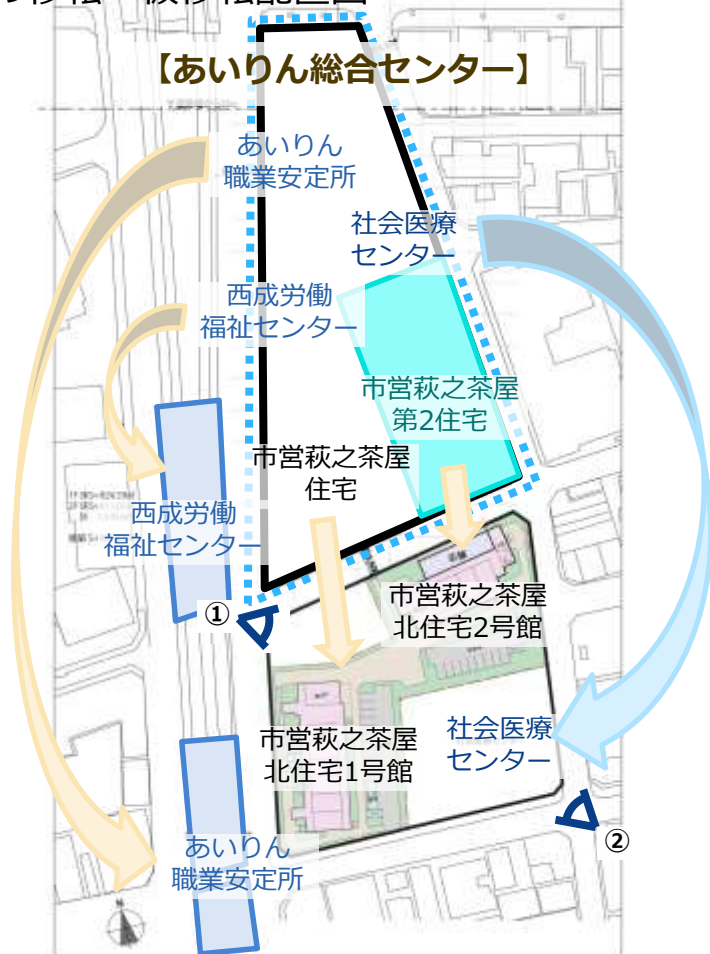 移転配置図
【あいりん総合センター】
あいりん
職業安定所
社会医療
センター
西成労働
福祉センター
市営萩之茶屋
第2住宅
市営萩之茶屋
住宅
西成労働
福祉センター
①
市営萩之茶屋
北住宅2号館
市営萩之茶屋
北住宅1号館
社会医療
センター
あいりん
職業安定所
②
N